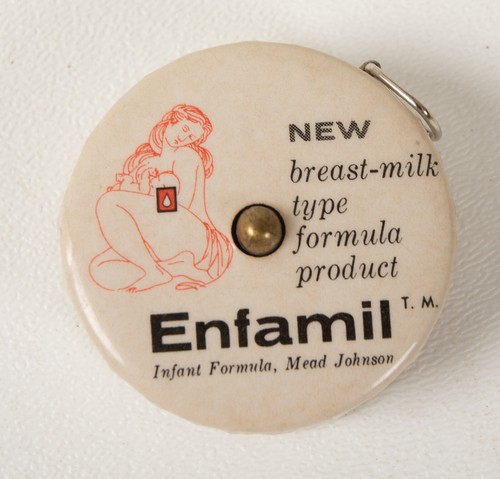 NEW
breast-milk
type
formula
product
Enfamil T. M.
Infant Formula, Mead Johnson